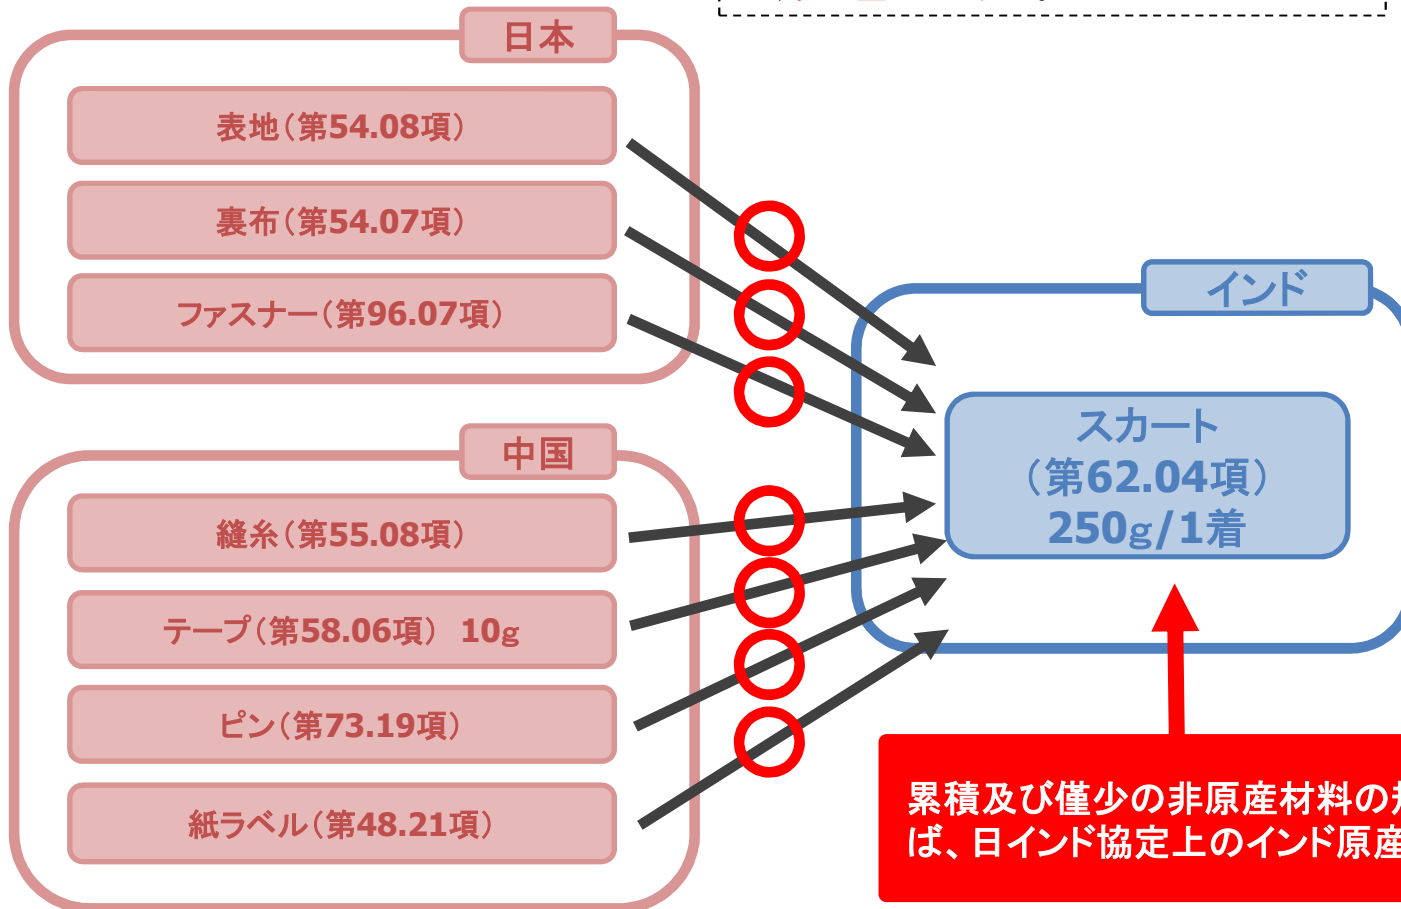 日本
表地（第54.08項）
裏布（第54.07項）
ファスナー（第96.07項）
中国
縫糸（第55.08項）
テープ（第58.06項） 10g
ピン（第73.19項）
紙ラベル（第48.21項）
インド
スカート
（第62.04項）
250g/1着
累積及び僅少の非原産材料の
ば、日インド協定上のインド原産